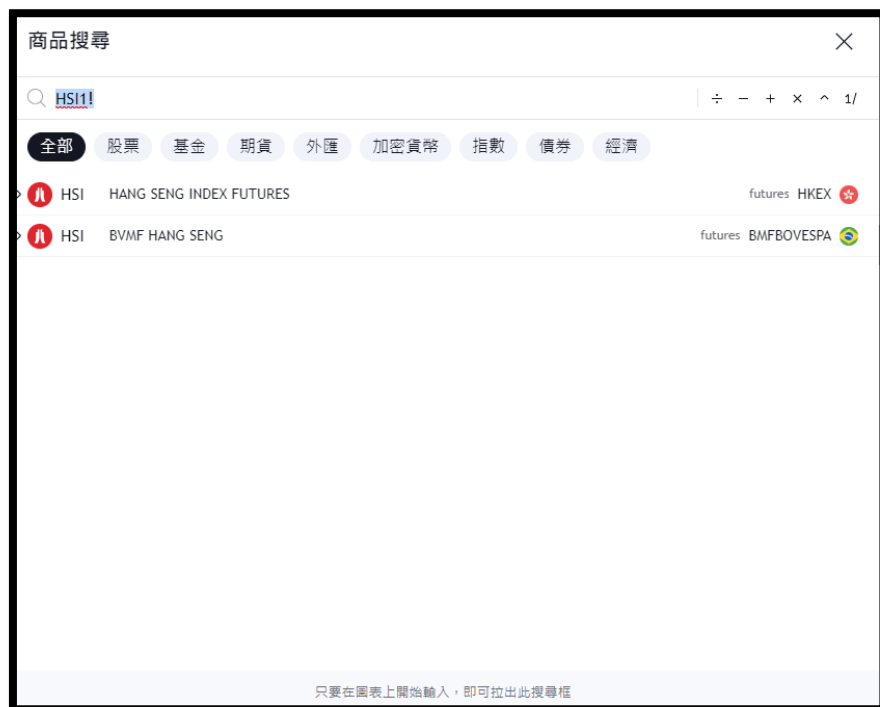 商品搜尋
HSI1! ÷ − + × ^ 1/
全部 股票 基金 期貨 外匯 加密貨幣 指數 債券 經濟
HSI HANG SENG INDEX FUTURES futures HKEX
HSI BVMF HANG SENG futures BMFBOVESPA
只要在圖表上開始輸入，即可拉出此搜尋框